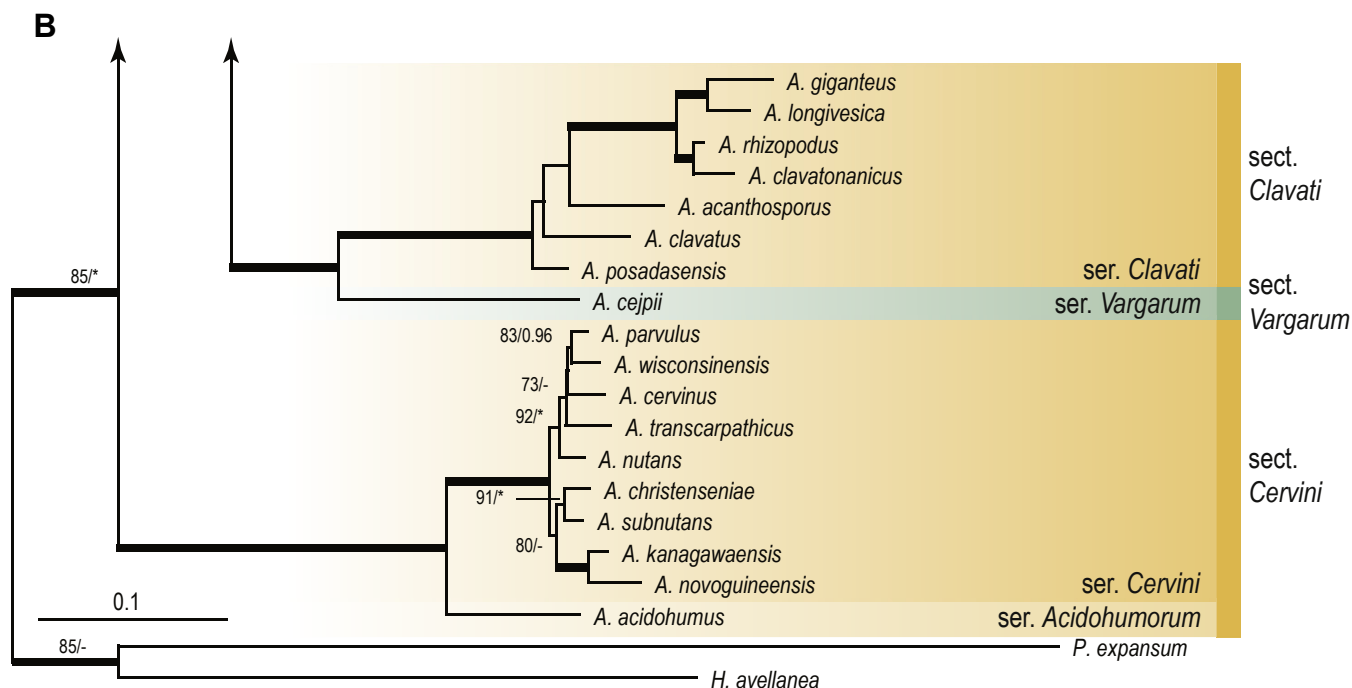 B
85/*
A. giganteus
A. longivesica
A. rhizopodus
A. clavatonanicus
A. acanthosporus
A. clavatus
A. posadasensis
ser. Clavati
sect.
Clavati
A. cejpii
ser. Vargarum
sect.
Vargarum
83/0.96
A. parvulus
A. wisconsinensis
73/-
A. cervinus
92/*
A. transcarpathicus
A. nutans
91/*
A. christenseniae
A. subnutans
80/-
A. kanagawaensis
A. novoguineensis
ser. Cervini
sect.
Cervini
A. acidohumus
ser. Acidohumorum
0.1
85/-
P. expansum
H. avellanea